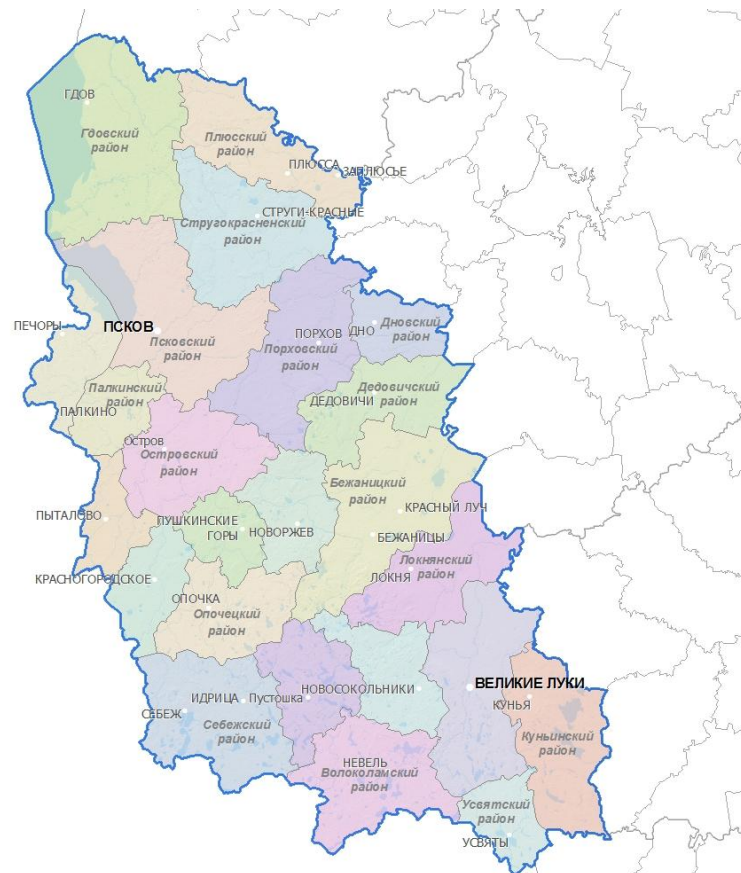 ГДОВ
Гдовский
район
Плюсский
район
ПЛЮССА
ЗАПЛЮСЬЕ
СТРУГИ-КРАСНЫЕ
Стругокрасненский
район
ПЕЧОРЫ
ПСКОВ
Псковский
район
ПОРХОВ
Порховский
район
ДНО
Дновский
район
Палкинский
район
ПАЛКИНО
Дедовичский
район
ДЕДОВИЧИ
Остров
Островский
район
Бежаницкий
район
КРАСНЫЙ ЛУЧ
ПЫТАЛОВО
ПУШКИНСКИЕ
ГОРЫ
НОВОРЖЕВ
БЕЖАНИЦЫ
Локнянский
район
ЛОКНЯ
КРАСНОГОРОДСКОЕ
ОПОЧКА
Опочецкий
район
ИДРИЦА
Пустошка
НОВОСОКОЛЬНИКИ
ВЕЛИКИЕ ЛУКИ
КУНЬЯ
СЕБЕЖ
Себежский
район
Куньинский
район
НЕВЕЛЬ
Волоколамский
район
Усвятский
район
УСВЯТЫ